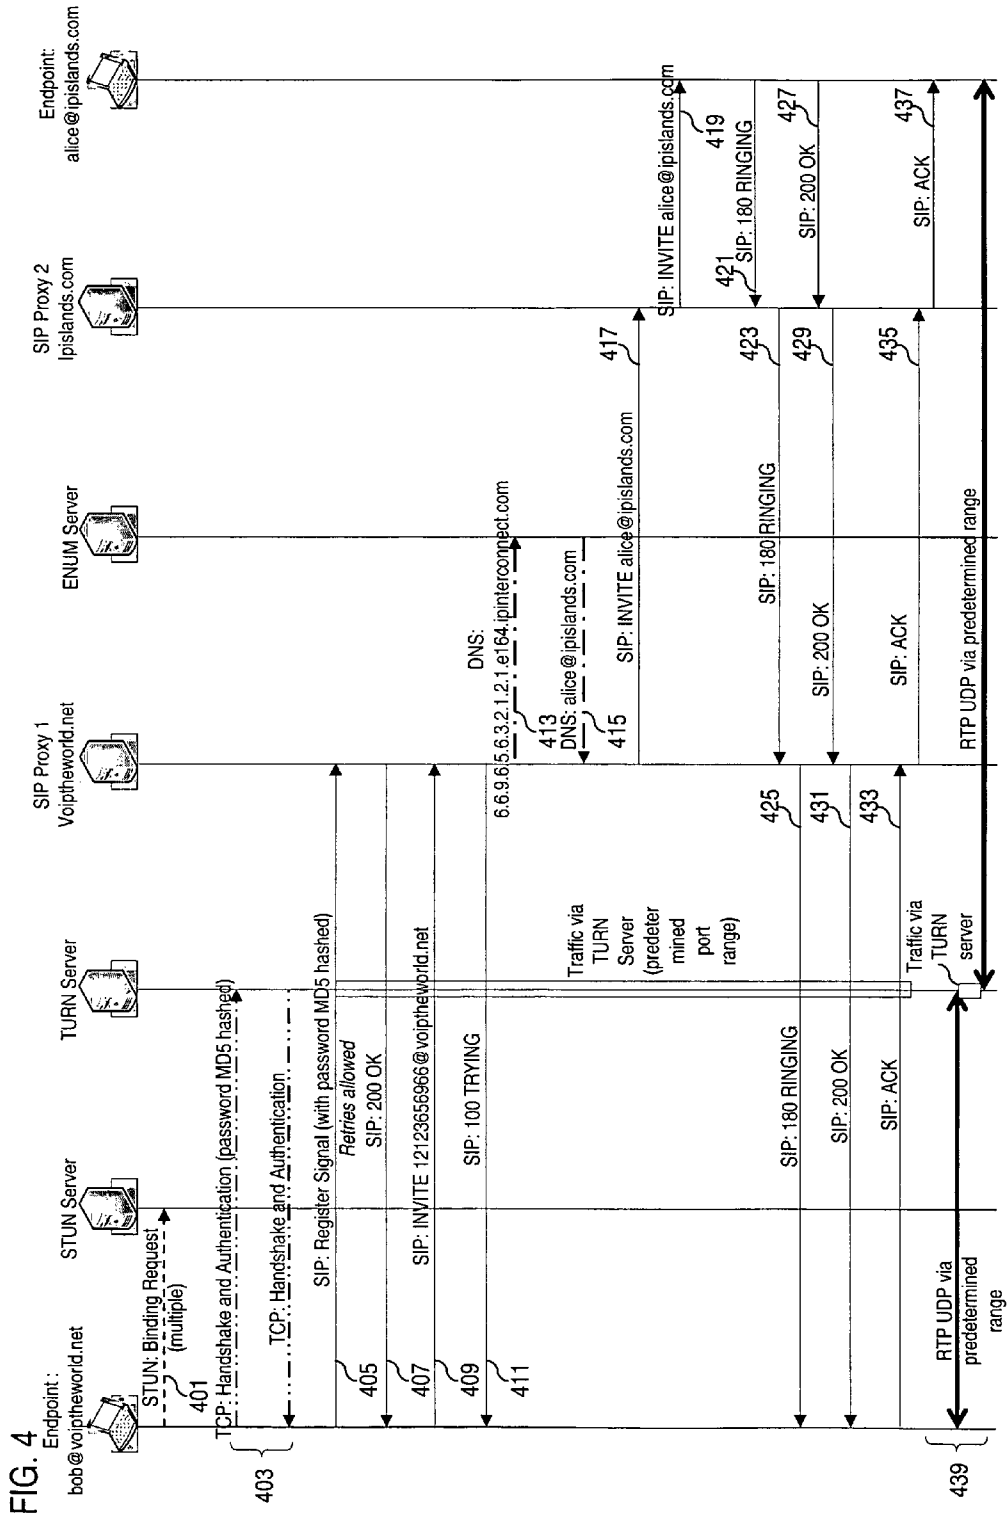 FIG. 4
Endpoint :
bob@voiptheworld.net
STUN Server
TURN Server
SIP Proxy 1
Voiptheworld.net
ENUM Server
SIP Proxy 2
Ipislands.com
Endpoint:
alice@ipislands.com
STUN: Binding Request
(multiple)
401
TCP: Handshake and Authentication (password MD5 hashed)
TCP: Handshake and Authentication
403
SIP: Register Signal (with password MD5 hashed)
Retries allowed
405
SIP: 200 OK
407
SIP: INVITE 12123656966@voiptheworld.net
409
SIP: 100 TRYING
411
DNS:
6.6.9.6.5.6.3.2.1.2.1.e164.ipinterconnect.com
413
DNS: alice@ipislands.com
415
SIP: INVITE alice@ipislands.com
417
SIP: INVITE alice@ipislands.com
419
Traffic via
TURN
Server
(predeter
mined
port
range)
421
SIP: 180 RINGING
SIP: 180 RINGING
423
SIP: 180 RINGING
425
SIP: 200 OK
427
SIP: 200 OK
429
SIP: 200 OK
431
SIP: ACK
433
SIP: ACK
435
SIP: ACK
437
Traffic via
TURN
server
RTP UDP via
predetermined
range
RTP UDP via predetermined range
439